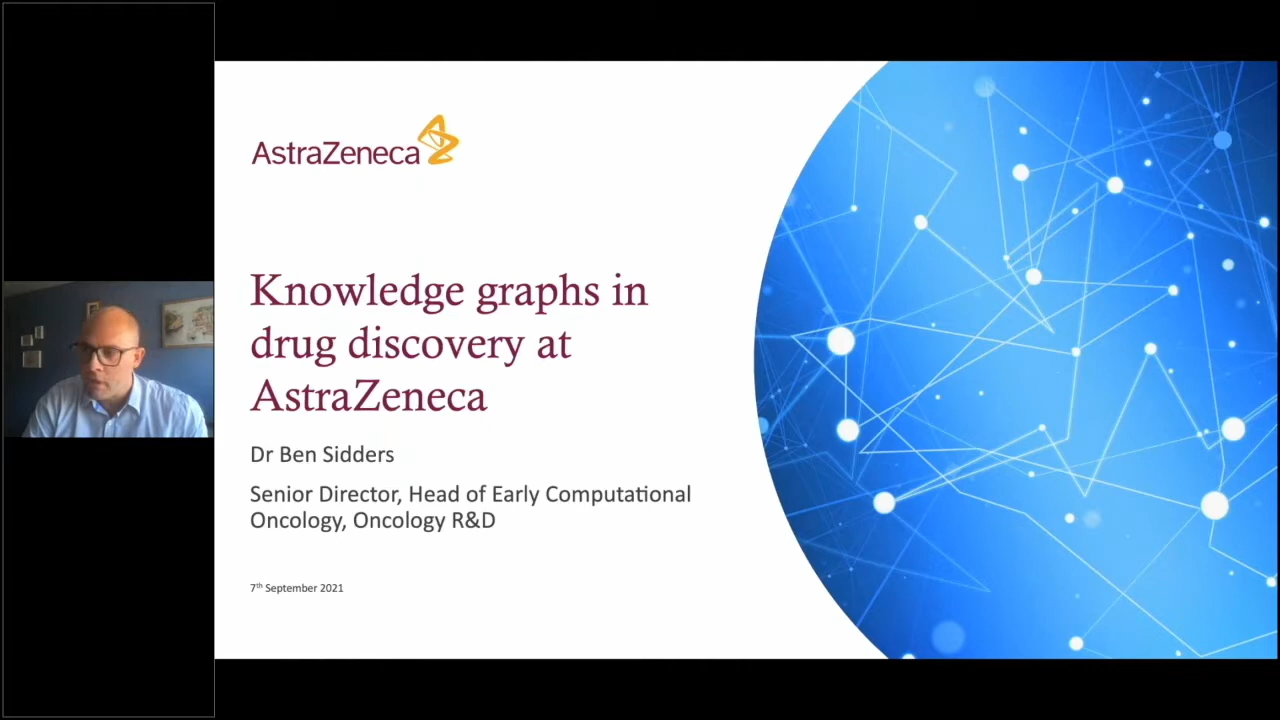 AstraZeneca
Knowledge graphs in
drug discovery at
AstraZeneca
Dr Ben Sidders
Senior Director, Head of Early Computational
Oncology, Oncology R&D
7th September 2021